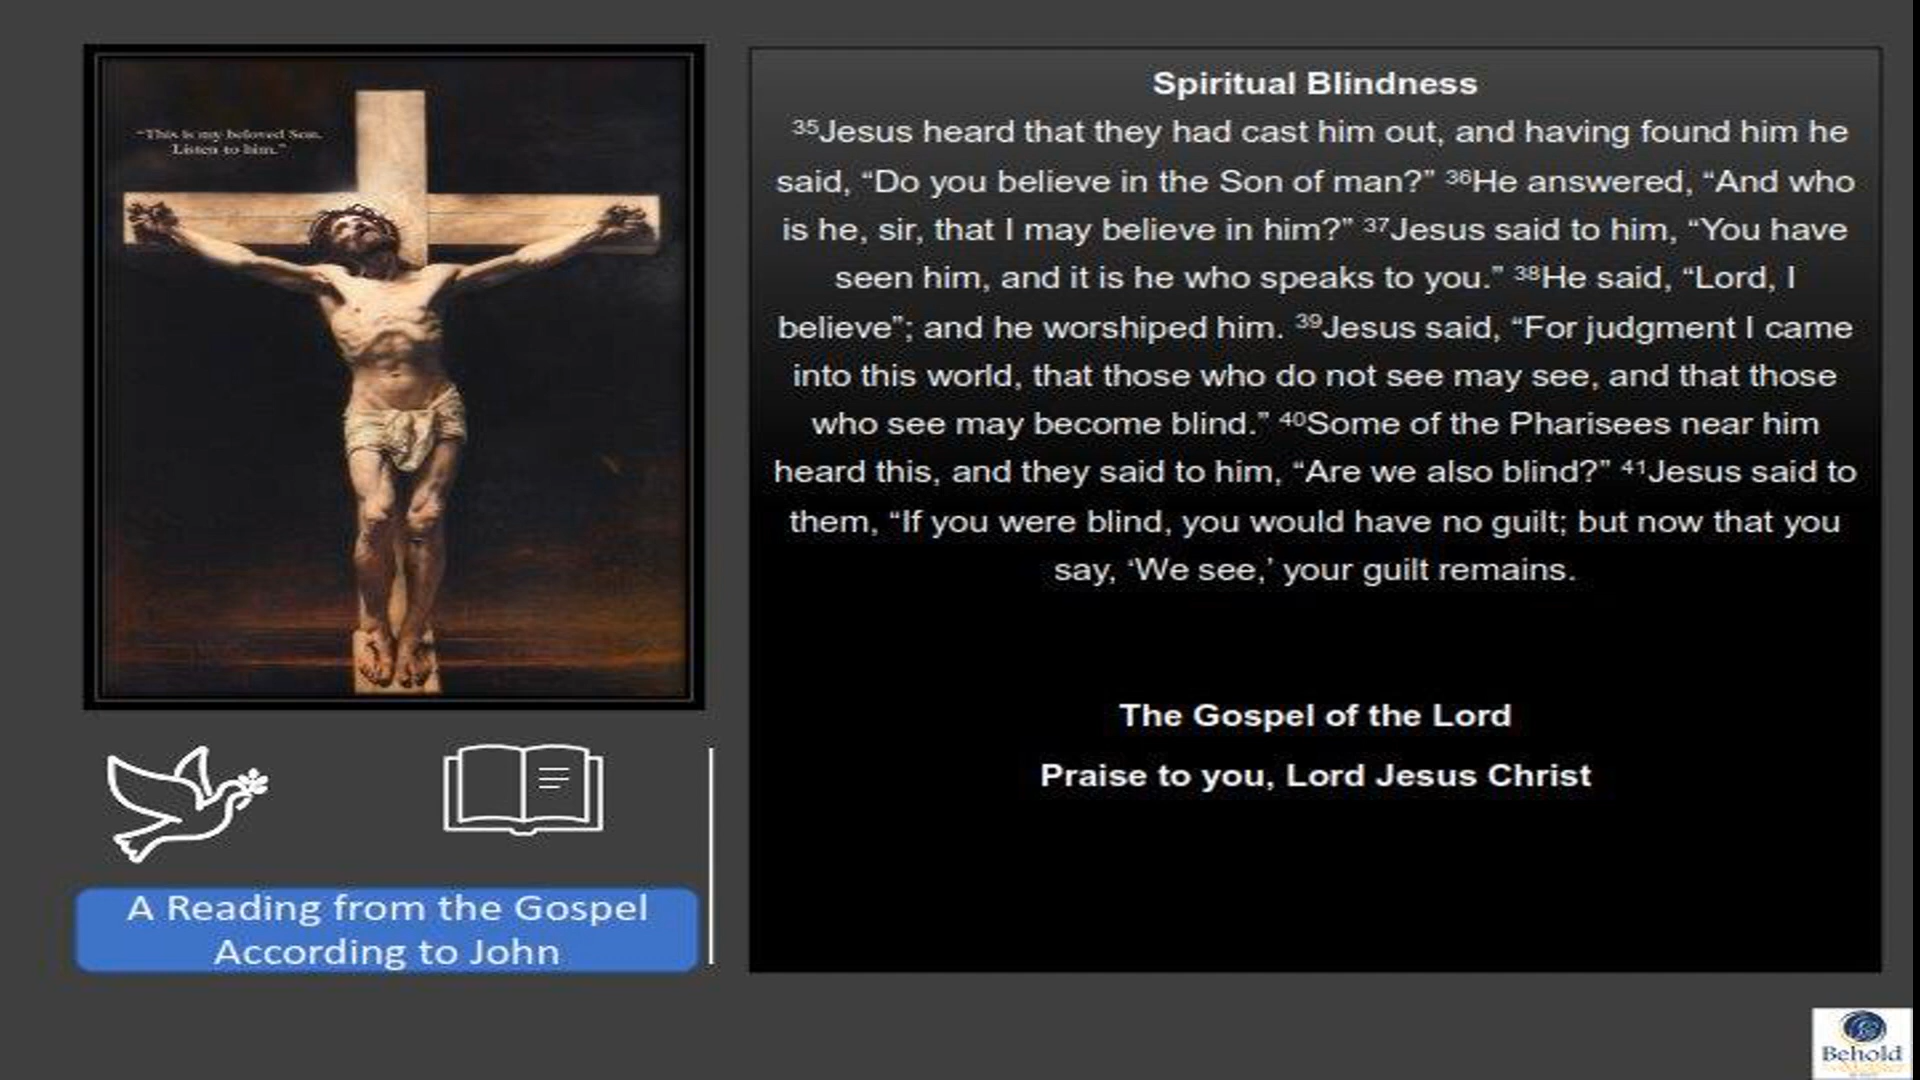 "This is my beloved Son.
Listen to him."
Spiritual Blindness
³⁵Jesus heard that they had cast him out, and having found him he
said, “Do you believe in the Son of man?” ³⁶He answered, “And who
is he, sir, that I may believe in him?” ³⁷Jesus said to him, “You have
seen him, and it is he who speaks to you.” ³⁸He said, “Lord, I
believe”; and he worshiped him. ³⁹Jesus said, “For judgment I came
into this world, that those who do not see may see, and that those
who see may become blind.” ⁴⁰Some of the Pharisees near him
heard this, and they said to him, “Are we also blind?” ⁴¹Jesus said to
them, “If you were blind, you would have no guilt; but now that you
say, ‘We see,’ your guilt remains.
The Gospel of the Lord
Praise to you, Lord Jesus Christ
A Reading from the Gospel
According to John
Behold